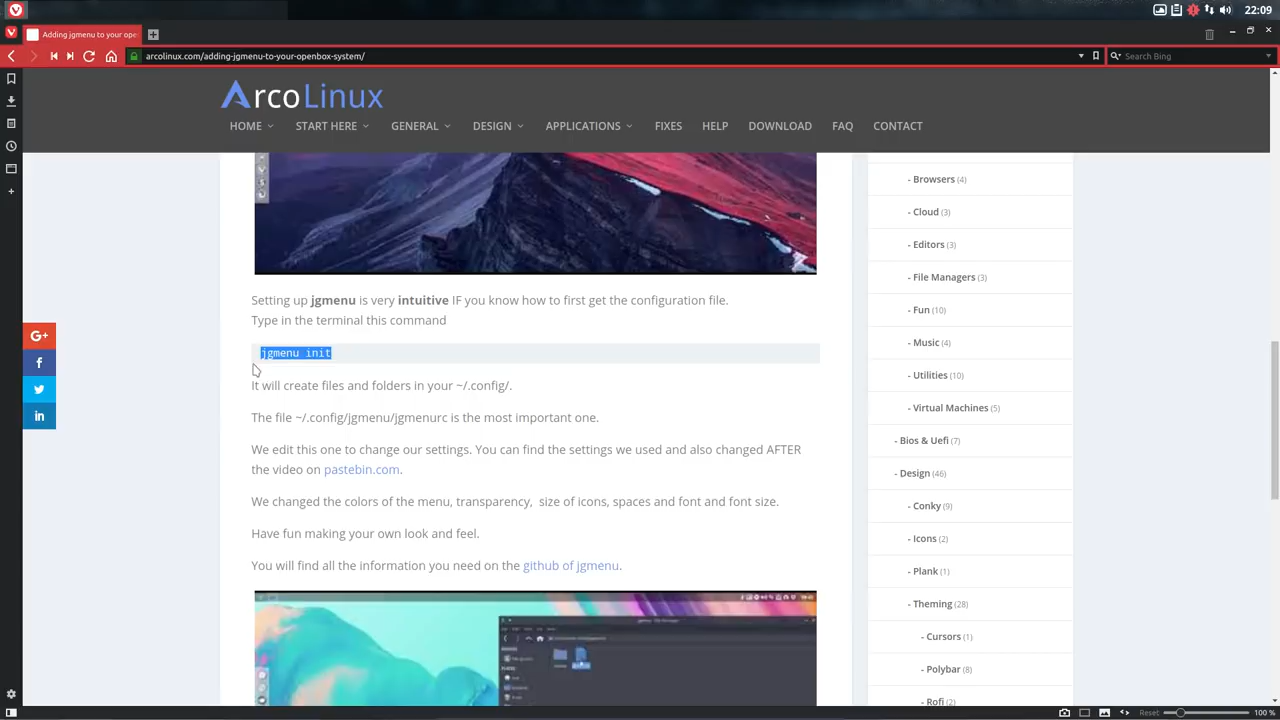 22:09
Adding jgmenu to your ope
arcolinux.com/adding-jgmenu-to-your-openbox-system/
Search Bing
ArcoLinux
HOME START HERE GENERAL DESIGN APPLICATIONS FIXES HELP DOWNLOAD FAQ CONTACT
Setting up jgmenu is very intuitive IF you know how to first get the configuration file.
Type in the terminal this command
jgmenu init
It will create files and folders in your ~/.config/.
The file ~/.config/jgmenu/jgmenurc is the most important one.
We edit this one to change our settings. You can find the settings we used and also changed AFTER
the video on pastebin.com.
We changed the colors of the menu, transparency, size of icons, spaces and font and font size.
Have fun making your own look and feel.
You will find all the information you need on the github of jgmenu.
G+
f
in
- Browsers (4)
- Cloud (3)
- Editors (3)
- File Managers (3)
- Fun (10)
- Music (4)
- Utilities (10)
- Virtual Machines (5)
- Bios & Uefi (7)
- Design (46)
- Conky (9)
- Icons (2)
- Plank (1)
- Theming (28)
- Cursors (1)
- Polybar (8)
- Rofi (2)
Reset
100 %